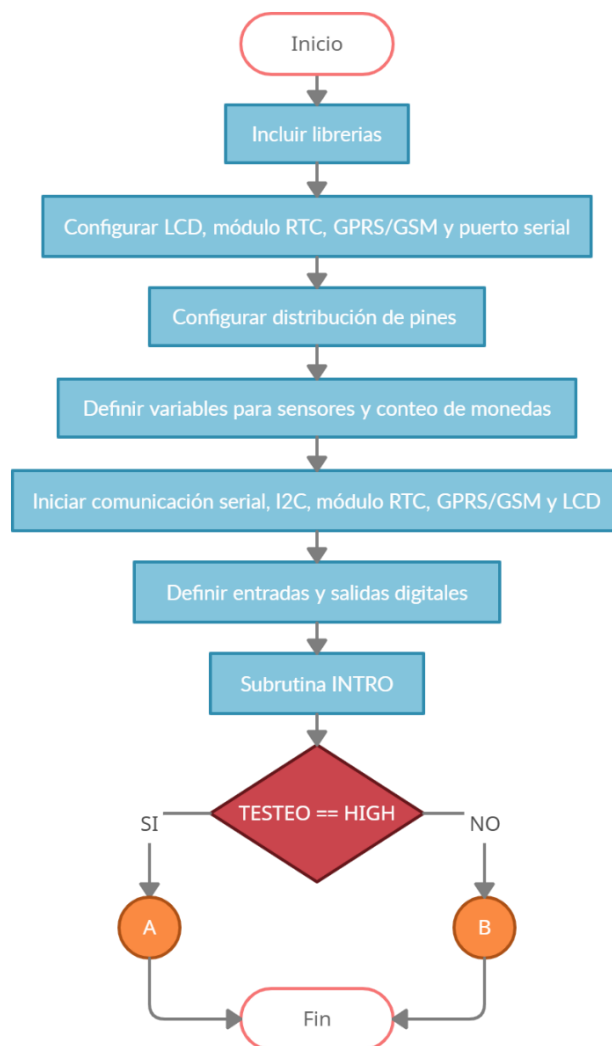 Inicio
Incluir librerias
Configurar LCD, módulo RTC, GPRS/GSM y puerto serial
Configurar distribución de pines
Definir variables para sensores y conteo de monedas
Iniciar comunicación serial, I2C, módulo RTC, GPRS/GSM y LCD
Definir entradas y salidas digitales
Subrutina INTRO
TESTEO == HIGH
SI
NO
A
B
Fin